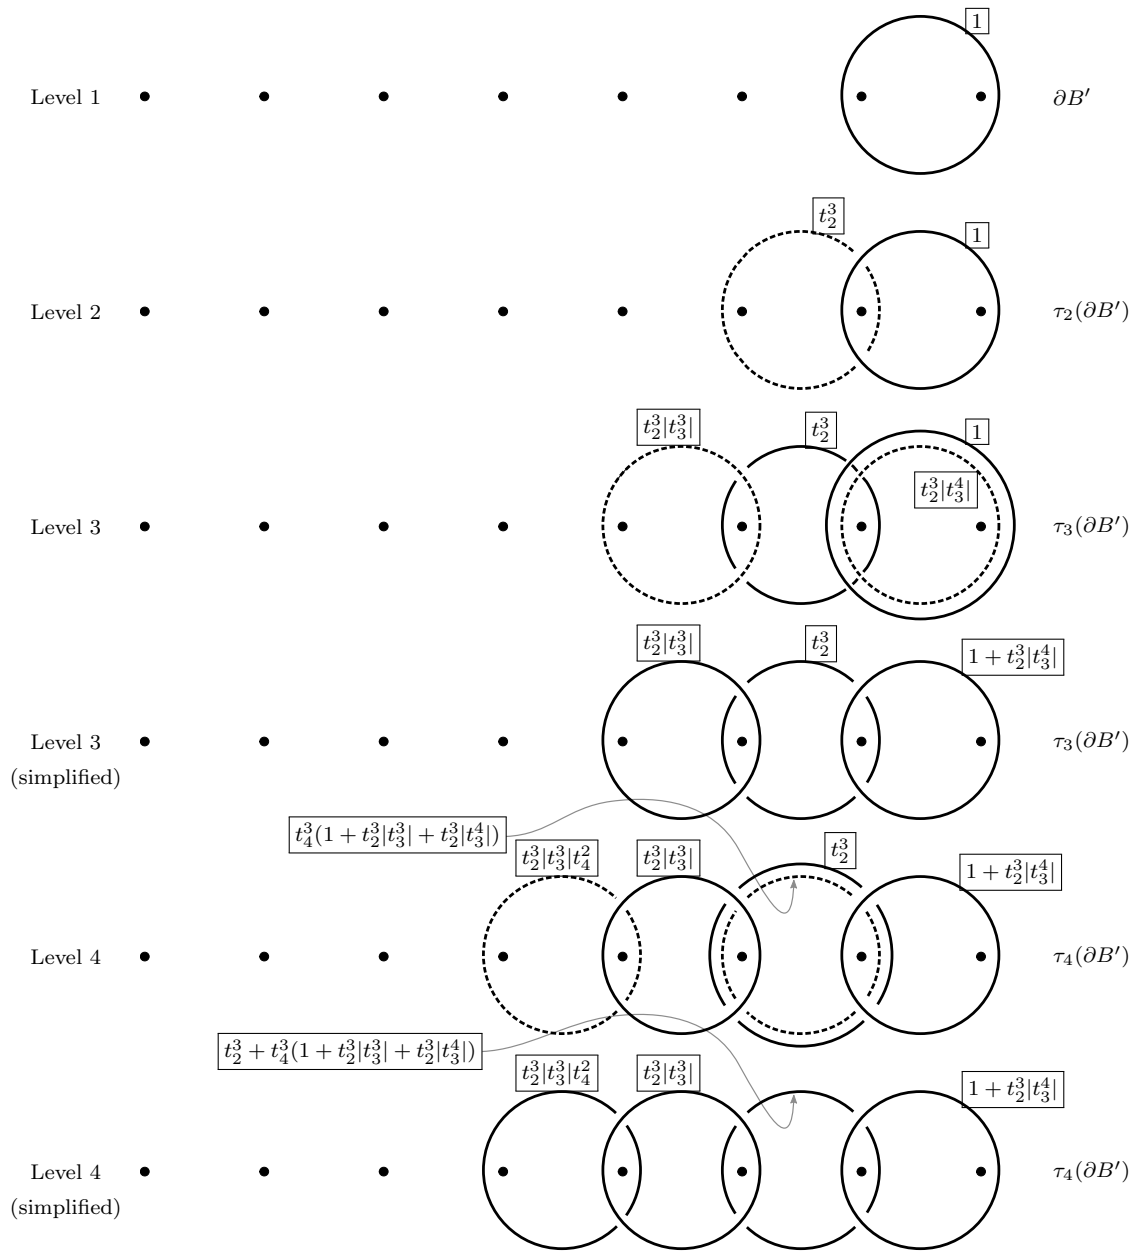 1
Level 1
∂B′
t_2^3
1
Level 2
τ_2(∂B′)
t_2^3|t_3^3|
t_2^3
1
t_2^3|t_3^4|
Level 3
τ_3(∂B′)
t_2^3|t_3^3|
t_2^3
1 + t_2^3|t_3^4|
Level 3
(simplified)
τ_3(∂B′)
t_4^3(1 + t_2^3|t_3^3| + t_2^3|t_3^4|)
t_2^3|t_3^3|t_4^2
t_2^3|t_3^3|
t_2^3
1 + t_2^3|t_3^4|
Level 4
τ_4(∂B′)
t_2^3 + t_4^3(1 + t_2^3|t_3^3| + t_2^3|t_3^4|)
t_2^3|t_3^3|t_4^2
t_2^3|t_3^3|
1 + t_2^3|t_3^4|
Level 4
(simplified)
τ_4(∂B′)